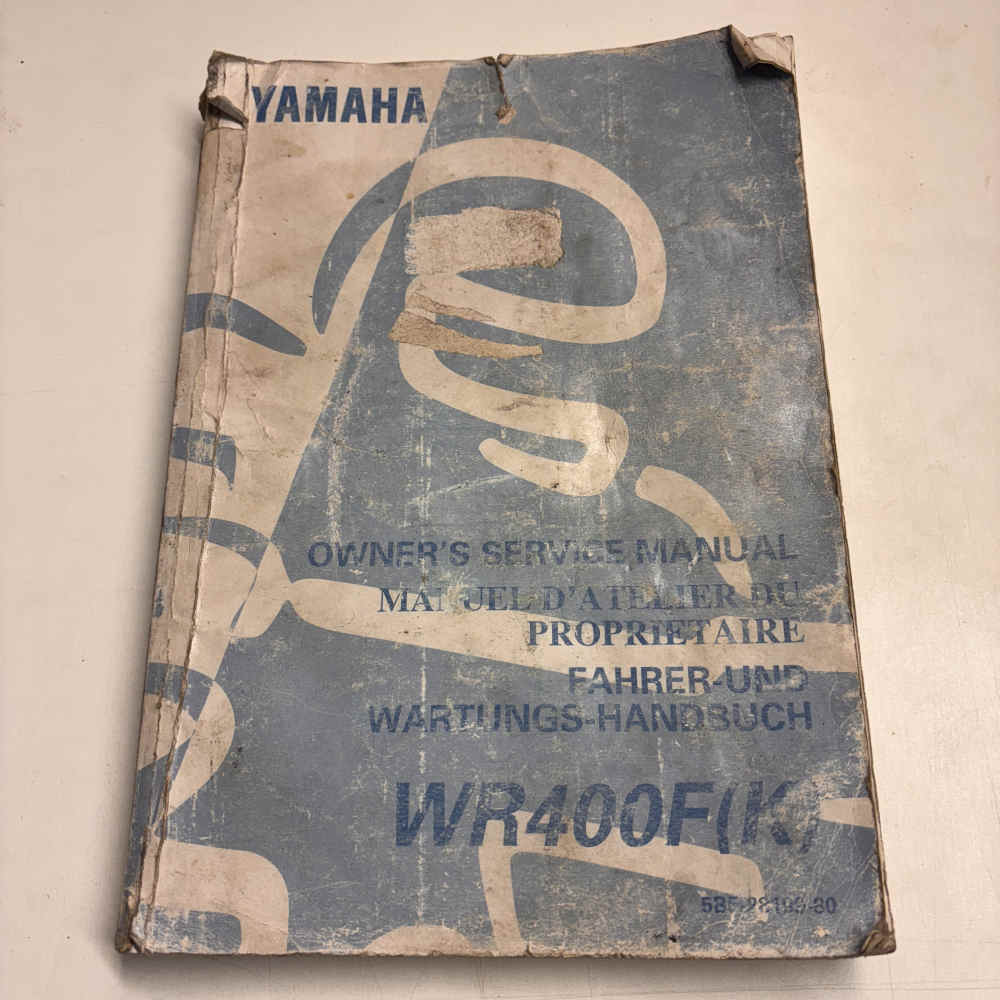 YAMAHA
OWNER'S SERVICE MANUAL
MANUEL D'ATELIER DU
PROPRIETAIRE
FAHRER-UND
WARTUNGS-HANDBUCH
WR400F(K)